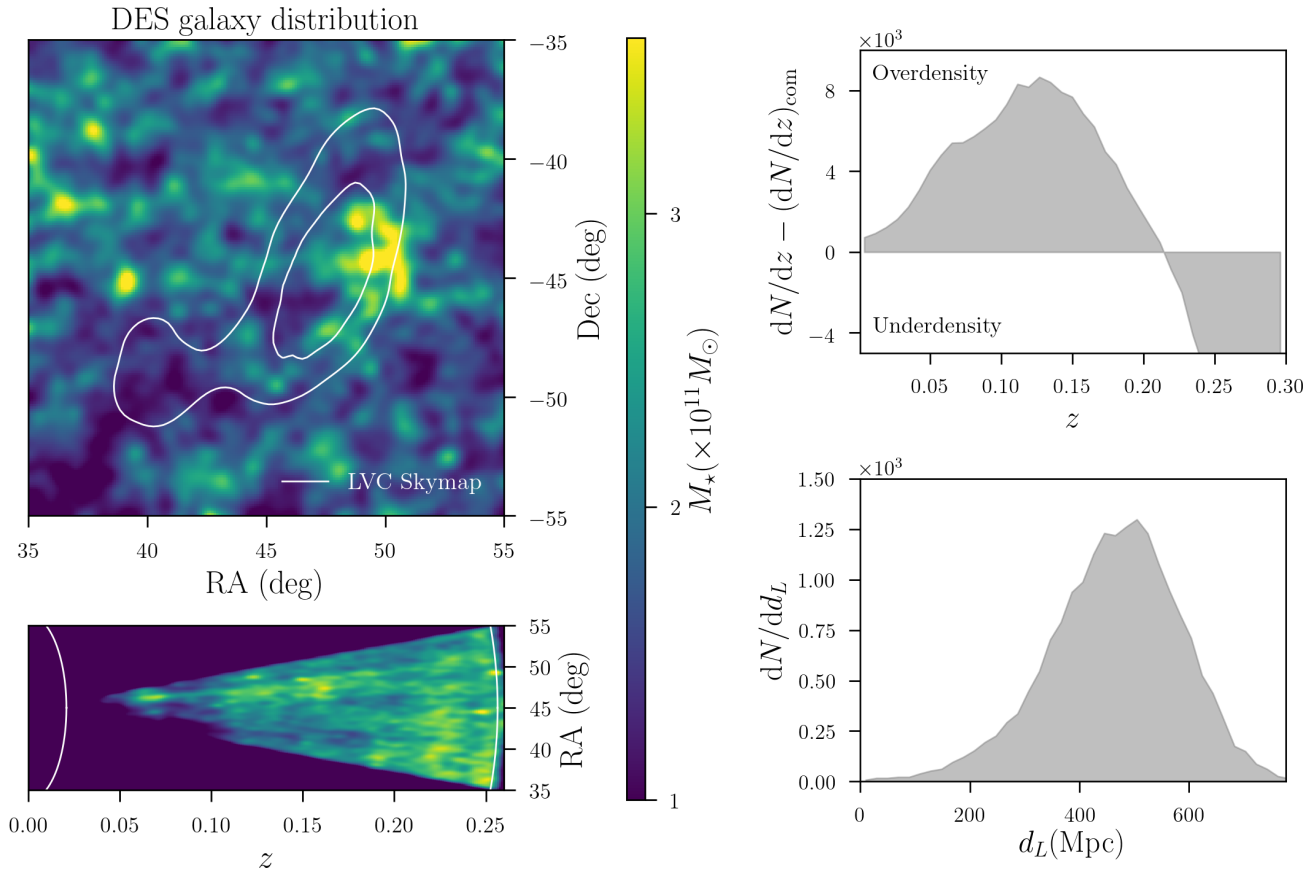 DES galaxy distribution
−35
−40
−45
−50
−55
Dec (deg)
LVC Skymap
35 40 45 50 55
RA (deg)
55
50
45
40
35
RA (deg)
0.00 0.05 0.10 0.15 0.20 0.25
z
3
2
1
M⋆(×10¹¹M⊙)
×10³
Overdensity
Underdensity
8
4
0
−4
dN/dz − (dN/dz)com
0.05 0.10 0.15 0.20 0.25 0.30
z
×10³
1.50
1.25
1.00
0.75
0.50
0.25
0.00
dN/ddL
0 200 400 600
dL(Mpc)